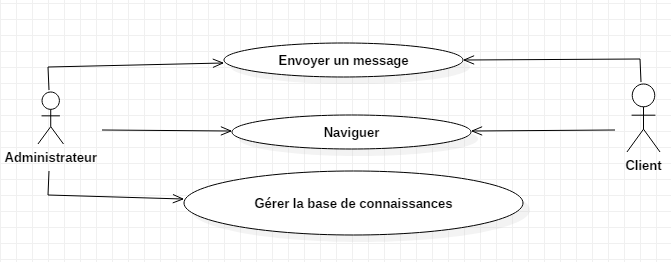 Envoyer un message
Naviguer
Administrateur
Client
Gérer la base de connaissances